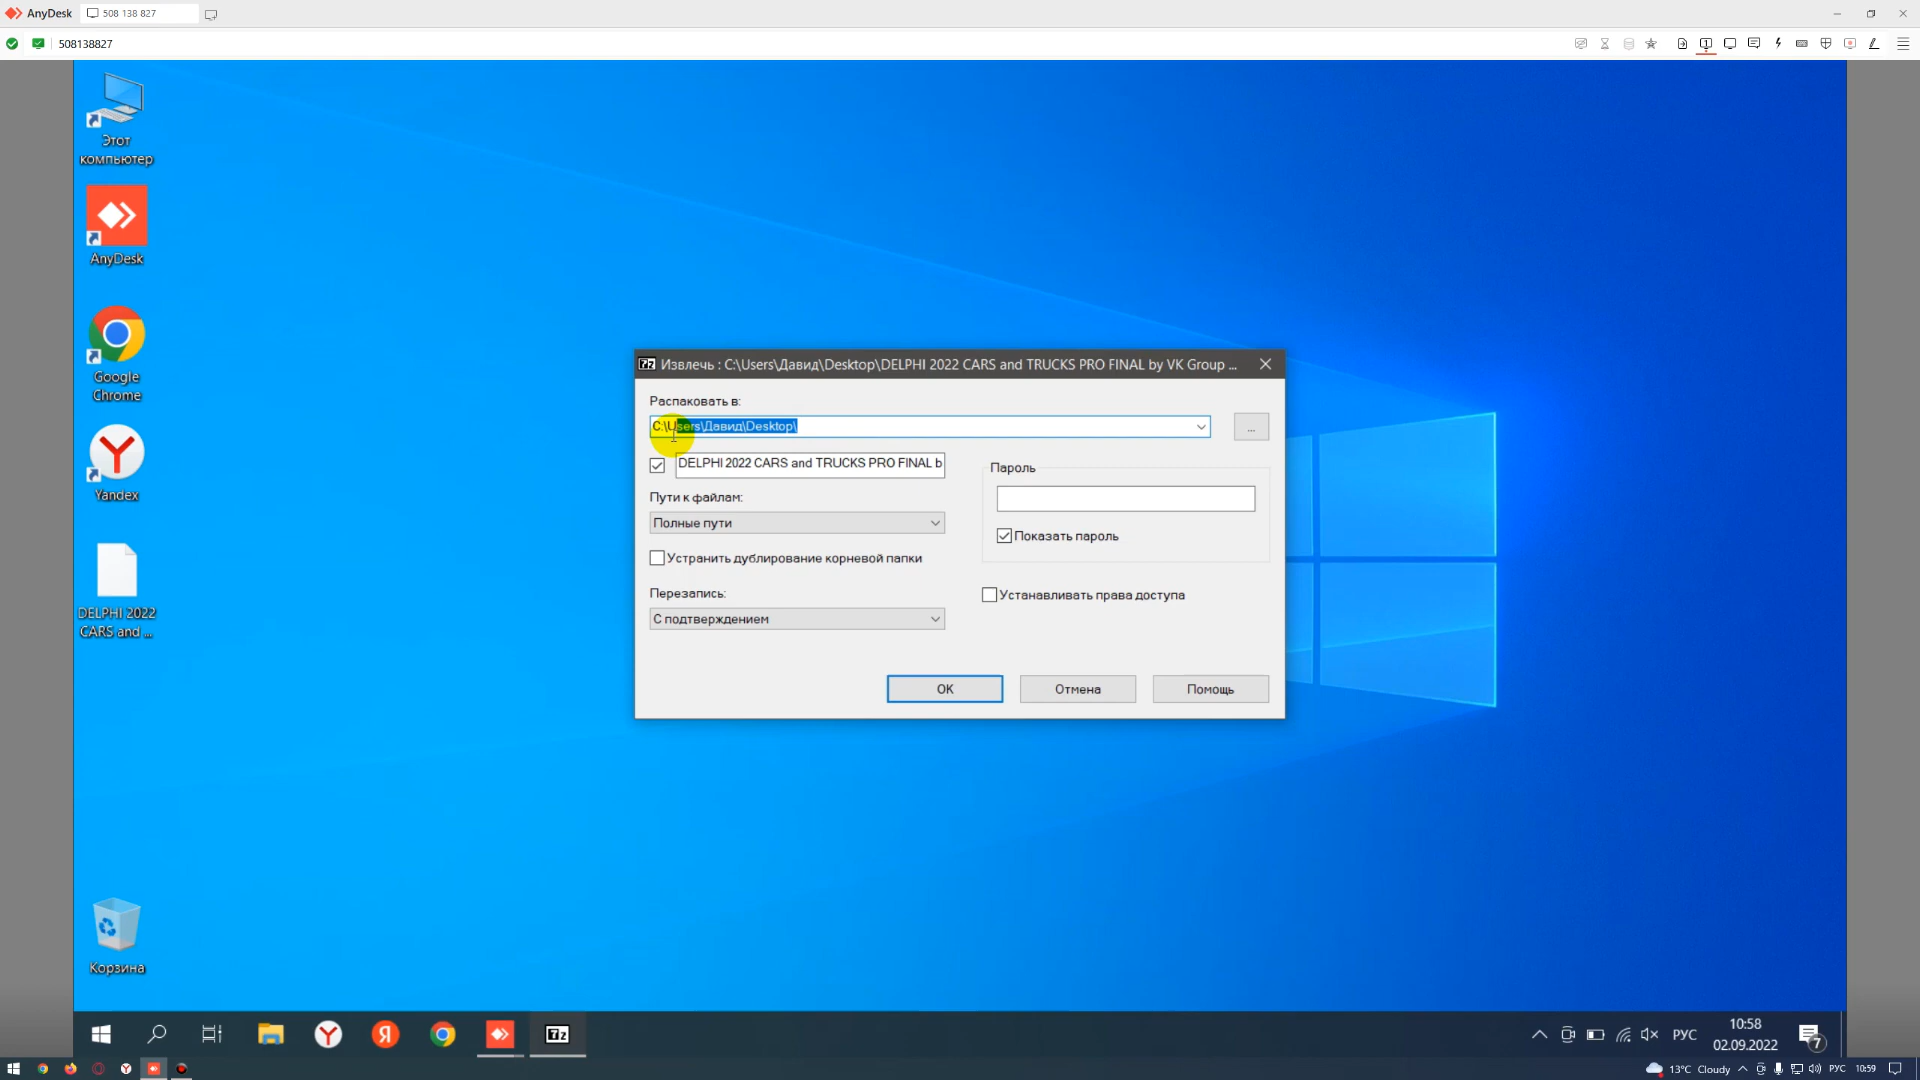 AnyDesk
508 138 827
508138827
Этот
компьютер
AnyDesk
Google
Chrome
Yandex
DELPHI 2022
CARS and ...
Корзина
Извлечь : C:\Users\Давид\Desktop\DELPHI 2022 CARS and TRUCKS PRO FINAL by VK Group ...
Распаковать в:
C:\Users\Давид\Desktop\
...
DELPHI 2022 CARS and TRUCKS PRO FINAL b
Пароль
Пути к файлам:
Полные пути
Показать пароль
Устранить дублирование корневой папки
Перезапись:
Устанавливать права доступа
С подтверждением
OK
Отмена
Помощь
РУС
10:58
02.09.2022
7
13°C Cloudy
РУС
10:59